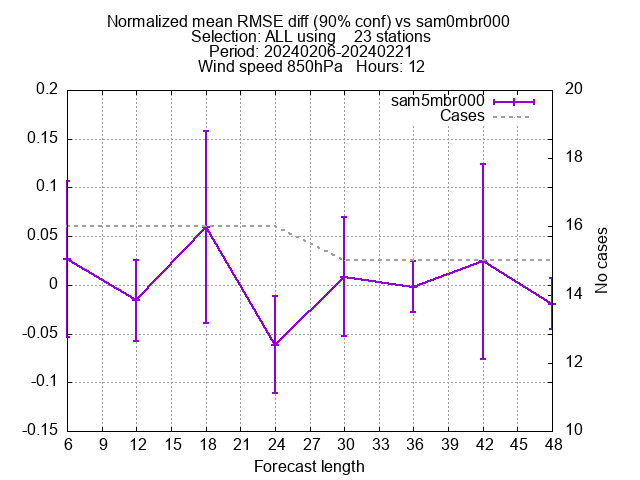 Normalized mean RMSE diff (90% conf) vs sam0mbr000
Selection: ALL using    23 stations
Period: 20240206-20240221
Wind speed 850hPa   Hours: 12
sam5mbr000
Cases
0.2
0.15
0.1
0.05
0
-0.05
-0.1
-0.15
20
18
16
14
12
10
No cases
6 9 12 15 18 21 24 27 30 33 36 39 42 45 48
Forecast length